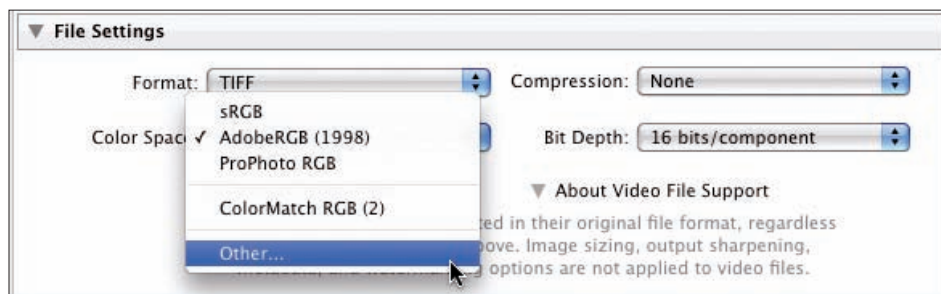 File Settings
Format: TIFF
Compression: None
sRGB
Color Spac ✓ AdobeRGB (1998)
Bit Depth: 16 bits/component
ProPhoto RGB
About Video File Support
ColorMatch RGB (2)
in their original file format, regardless
Other...
Image sizing, output sharpening,
options are not applied to video files.